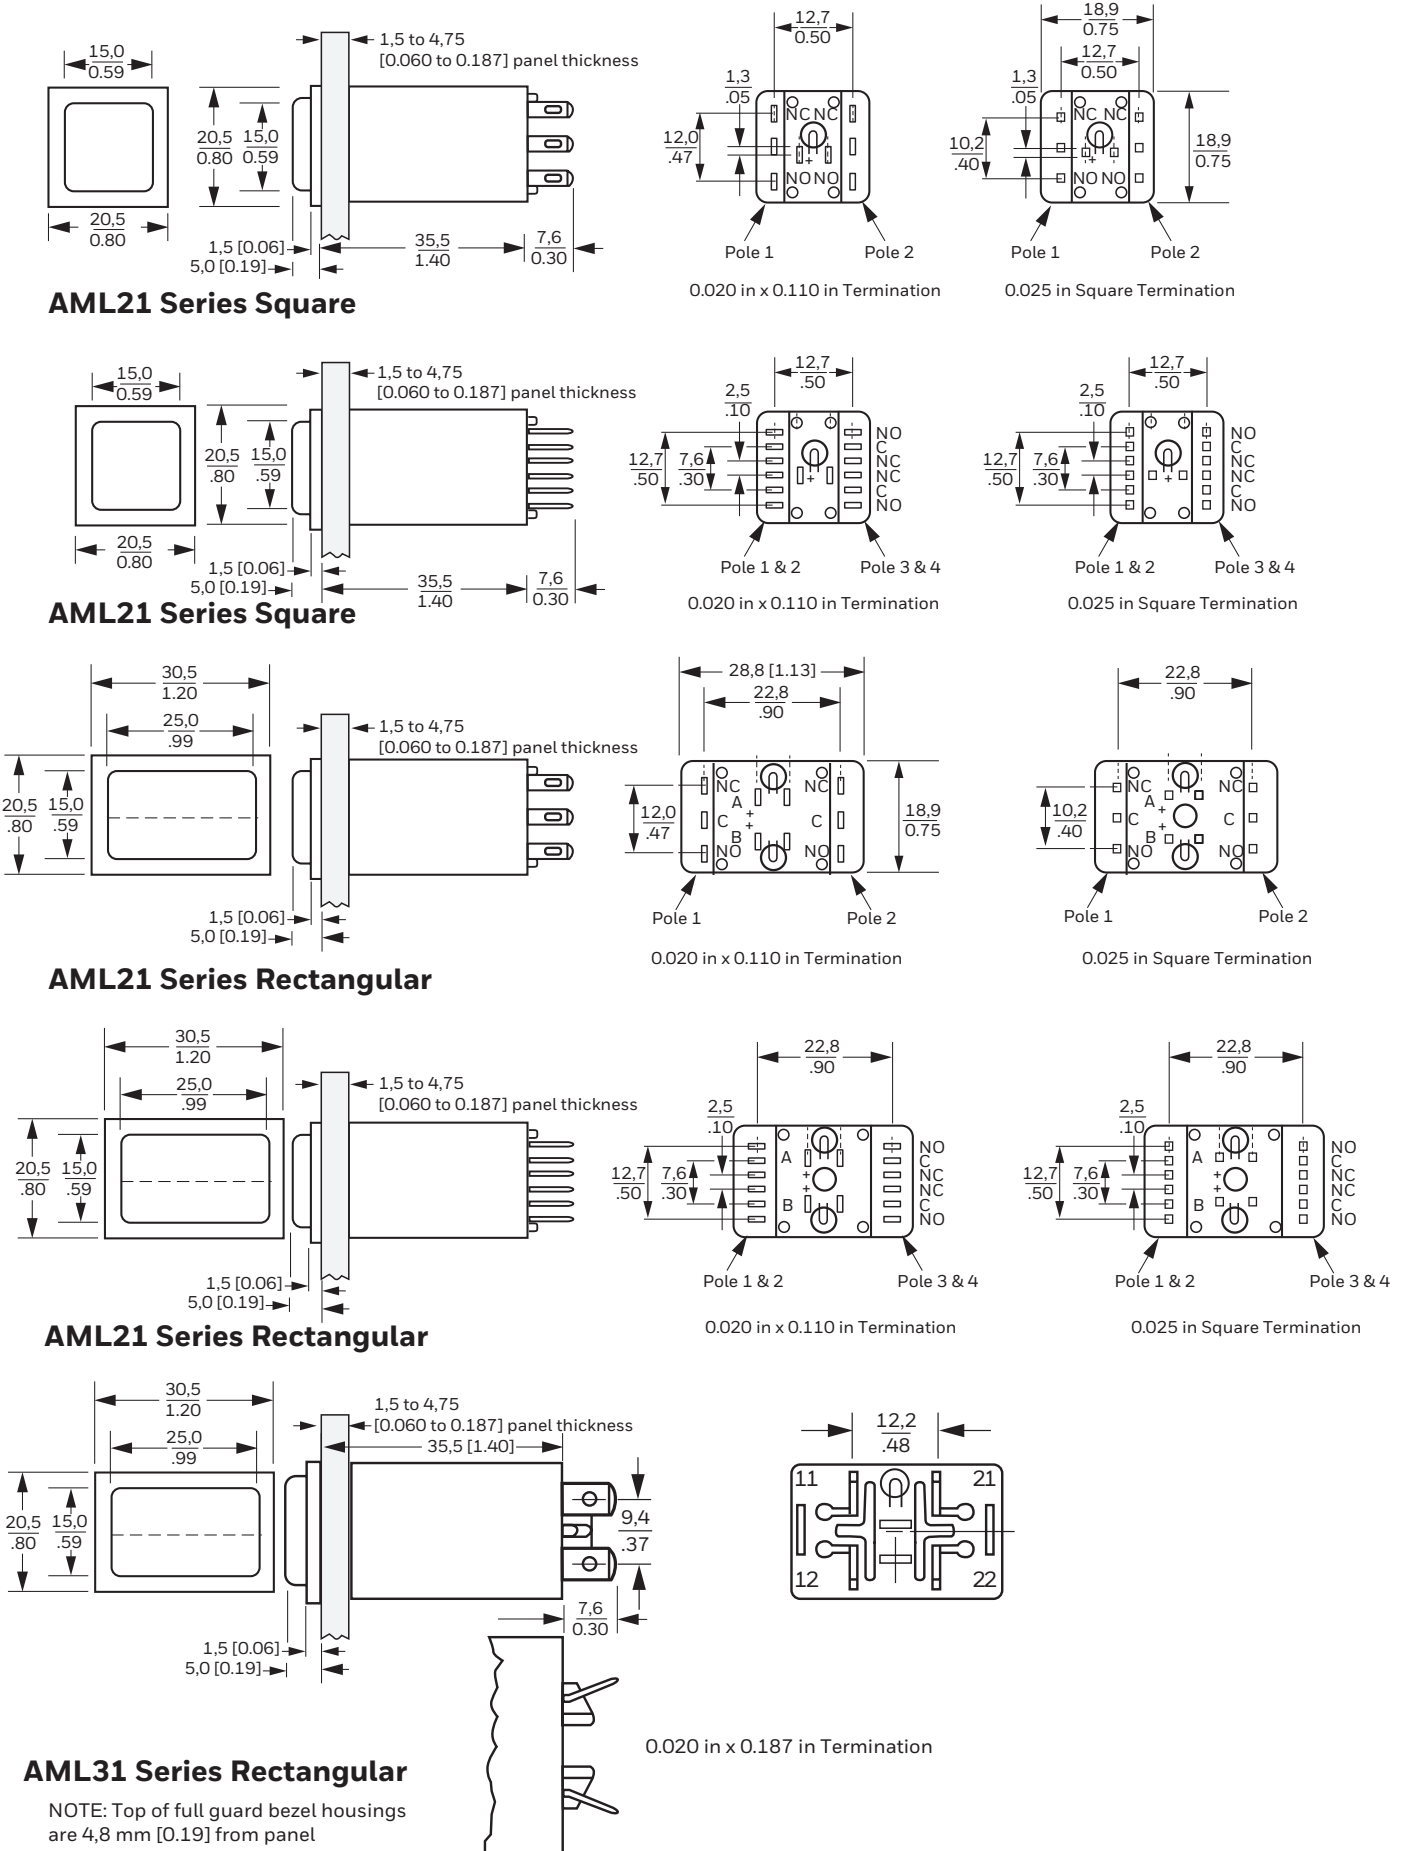 15,0
0.59
20,5
0.80
20,5
0.80
15,0
0.59
1,5 to 4,75
[0.060 to 0.187] panel thickness
1,5 [0.06]
5,0 [0.19]
35,5
1.40
7,6
0.30
12,7
0.50
1,3
.05
12,0
.47
NC NC
+
NO NO
Pole 1
Pole 2
0.020 in x 0.110 in Termination
18,9
0.75
12,7
0.50
1,3
.05
10,2
.40
NC NC
+
NO NO
18,9
0.75
Pole 1
Pole 2
0.025 in Square Termination
AML21 Series Square
15,0
0.59
20,5
0.80
20,5
.80
15,0
.59
1,5 to 4,75
[0.060 to 0.187] panel thickness
1,5 [0.06]
5,0 [0.19]
35,5
1.40
7,6
0.30
12,7
.50
2,5
.10
12,7
.50
7,6
.30
+
NO
C
NC
NC
C
NO
Pole 1 & 2
Pole 3 & 4
0.020 in x 0.110 in Termination
12,7
.50
2,5
.10
12,7
.50
7,6
.30
+
NO
C
NC
NC
C
NO
Pole 1 & 2
Pole 3 & 4
0.025 in Square Termination
AML21 Series Square
30,5
1.20
25,0
.99
20,5
.80
15,0
.59
1,5 to 4,75
[0.060 to 0.187] panel thickness
1,5 [0.06]
5,0 [0.19]
28,8 [1.13]
22,8
.90
12,0
.47
NC NC
A
+
C C
+
B
NO NO
18,9
0.75
Pole 1
Pole 2
0.020 in x 0.110 in Termination
22,8
.90
10,2
.40
NC NC
A
+
C C
+
B
NO NO
Pole 1
Pole 2
0.025 in Square Termination
AML21 Series Rectangular
30,5
1.20
25,0
.99
20,5
.80
15,0
.59
1,5 to 4,75
[0.060 to 0.187] panel thickness
1,5 [0.06]
5,0 [0.19]
22,8
.90
2,5
.10
12,7
.50
7,6
.30
A
+
+
B
NO
C
NC
NC
C
NO
Pole 1 & 2
Pole 3 & 4
0.020 in x 0.110 in Termination
22,8
.90
2,5
.10
12,7
.50
7,6
.30
A
+
+
B
NO
C
NC
NC
C
NO
Pole 1 & 2
Pole 3 & 4
0.025 in Square Termination
AML21 Series Rectangular
30,5
1.20
25,0
.99
20,5
.80
15,0
.59
1,5 to 4,75
[0.060 to 0.187] panel thickness
35,5 [1.40]
9,4
.37
7,6
0.30
1,5 [0.06]
5,0 [0.19]
12,2
.48
11 21
12 22
0.020 in x 0.187 in Termination
AML31 Series Rectangular
NOTE: Top of full guard bezel housings
are 4,8 mm [0.19] from panel